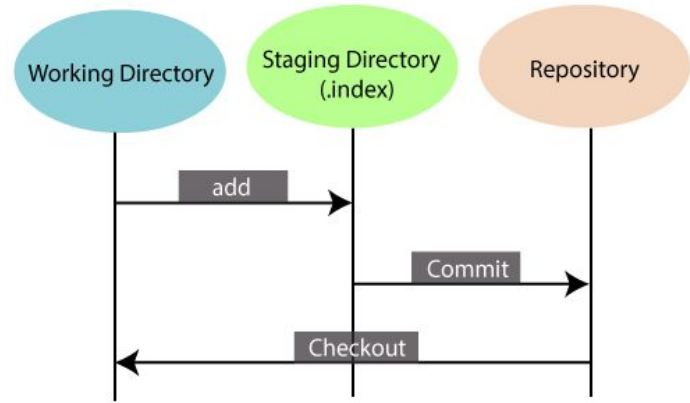 Working Directory
Staging Directory
(.index)
Repository
add
Commit
Checkout